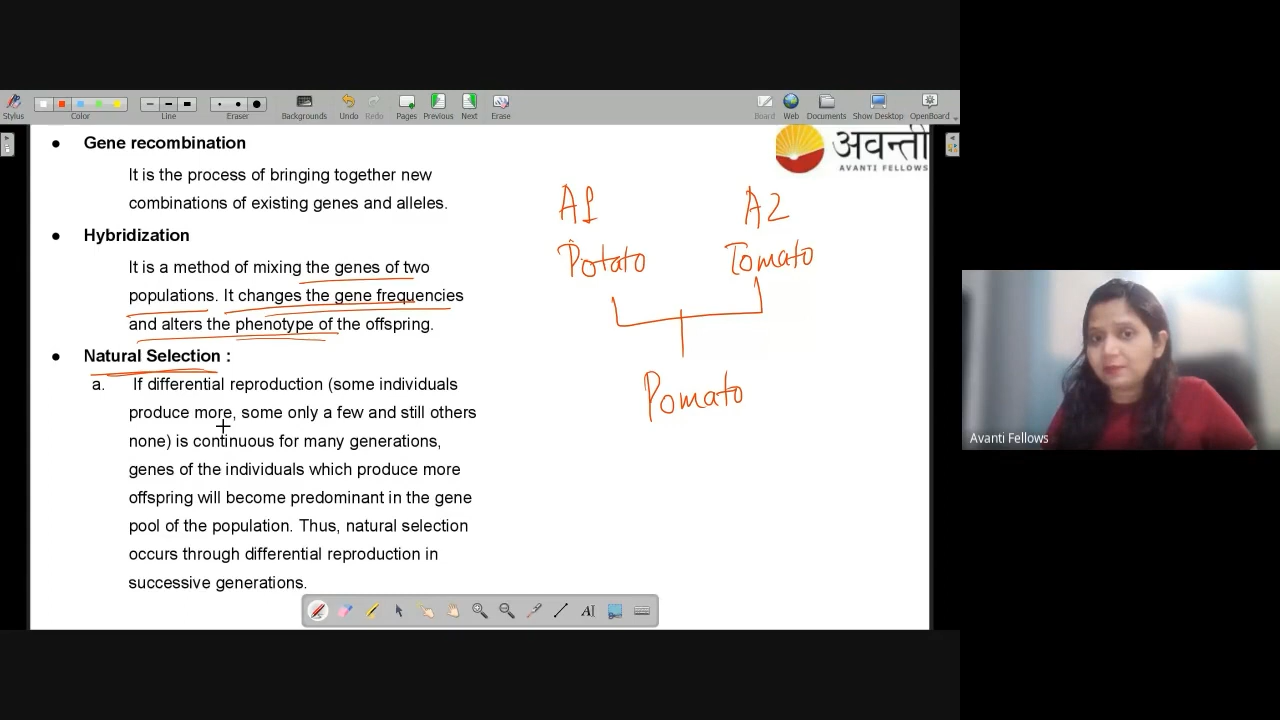 Stylus
Color
Line
Eraser
Backgrounds
Undo
Redo
Pages
Previous
Next
Erase
Board
Web
Documents
Show Desktop
OpenBoard
अवन्ती
AVANTI FELLOWS
● Gene recombination
It is the process of bringing together new
combinations of existing genes and alleles.
● Hybridization
It is a method of mixing the genes of two
populations. It changes the gene frequencies
and alters the phenotype of the offspring.
● Natural Selection :
a. If differential reproduction (some individuals
produce more, some only a few and still others
none) is continuous for many generations,
genes of the individuals which produce more
offspring will become predominant in the gene
pool of the population. Thus, natural selection
occurs through differential reproduction in
successive generations.
A1 A2
Potato Tomato
Pomato
AI
Avanti Fellows